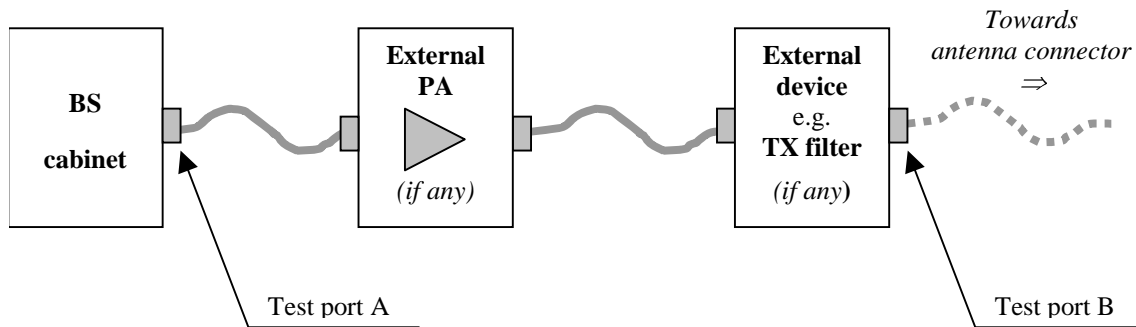 BS
cabinet
External
PA
(if any)
External
device
e.g.
TX filter
(if any)
Towards
antenna connector
⇒
Test port A
Test port B